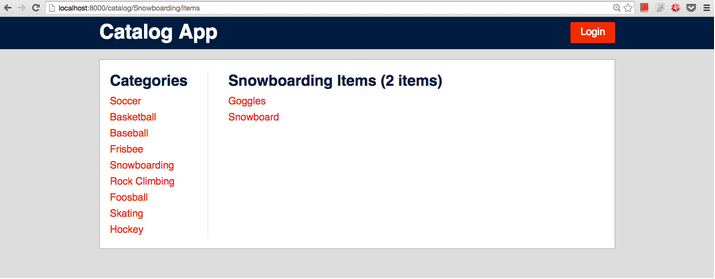 localhost:8000/catalog/Snowboarding/items
Catalog App
Login
Categories
Soccer
Basketball
Baseball
Frisbee
Snowboarding
Rock Climbing
Foosball
Skating
Hockey
Snowboarding Items (2 items)
Goggles
Snowboard